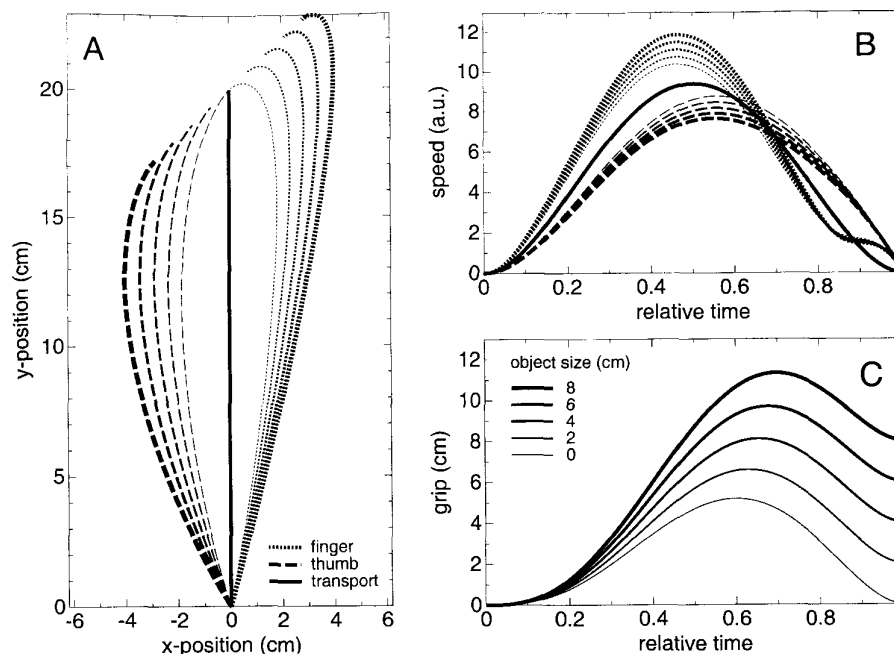 A
20
15
10
5
0
-6 -4 -2 0 2 4 6
y-position (cm)
x-position (cm)
finger
thumb
transport
B
12
10
8
6
4
2
0
0 0.2 0.4 0.6 0.8
speed (a.u.)
relative time
C
object size (cm)
8
6
4
2
0
12
10
8
6
4
2
0
0 0.2 0.4 0.6 0.8
grip (cm)
relative time